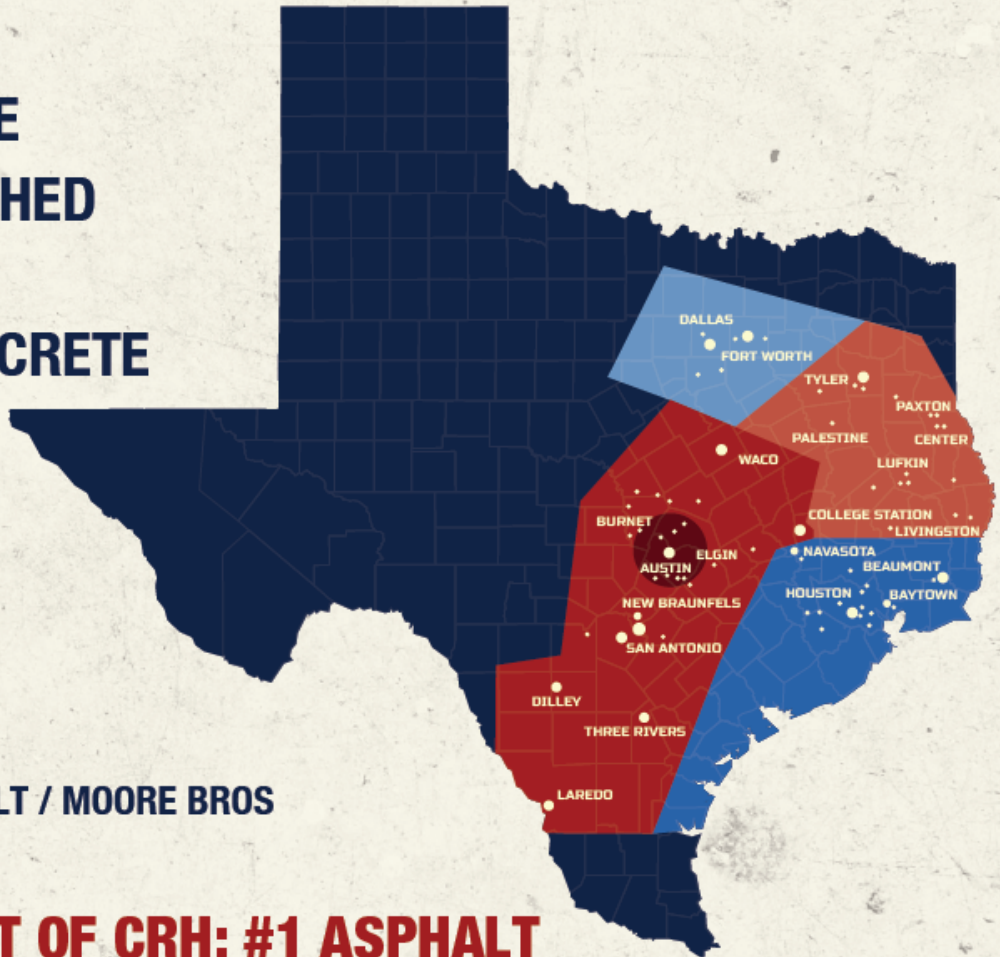 E
HED
CRETE
LT / MOORE BROS
T OF CRH: #1 ASPHALT
DALLAS
FORT WORTH
TYLER
PAXTON
PALESTINE
CENTER
WACO
LUFKIN
COLLEGE STATION
BURNET
LIVINGSTON
ELGIN
NAVASOTA
AUSTIN
BEAUMONT
HOUSTON
BAYTOWN
NEW BRAUNFELS
SAN ANTONIO
DILLEY
THREE RIVERS
LAREDO